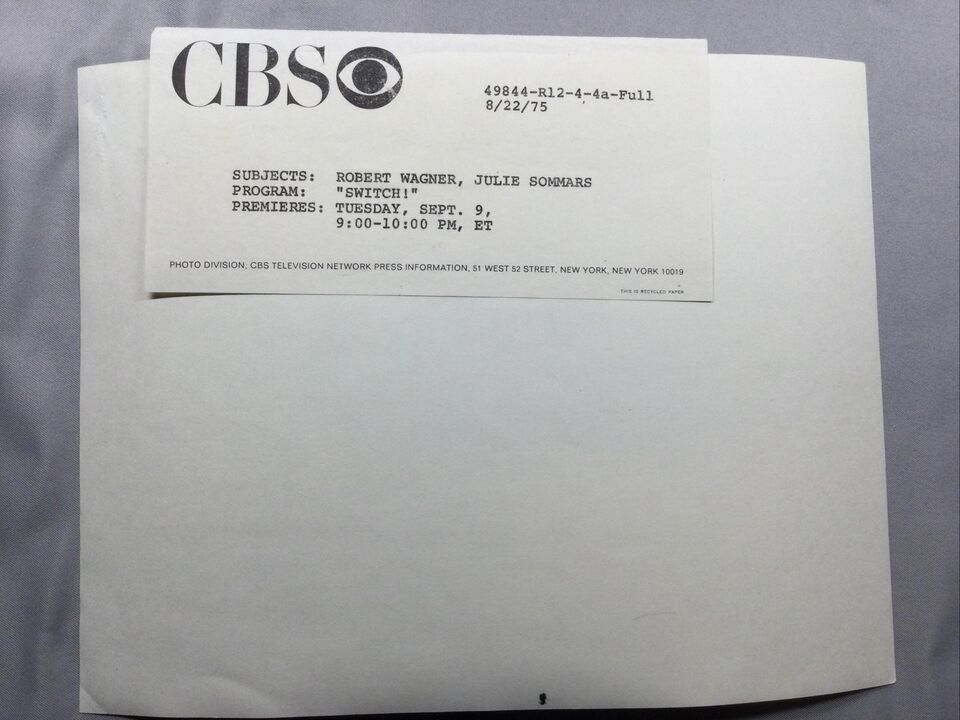 CBS
49844-R12-4-4a-Full
8/22/75
SUBJECTS: ROBERT WAGNER, JULIE SOMMARS
PROGRAM: "SWITCH!"
PREMIERES: TUESDAY, SEPT. 9,
9:00-10:00 PM, ET
PHOTO DIVISION, CBS TELEVISION NETWORK PRESS INFORMATION, 51 WEST 52 STREET, NEW YORK, NEW YORK 10019
THIS IS RECYCLED PAPER